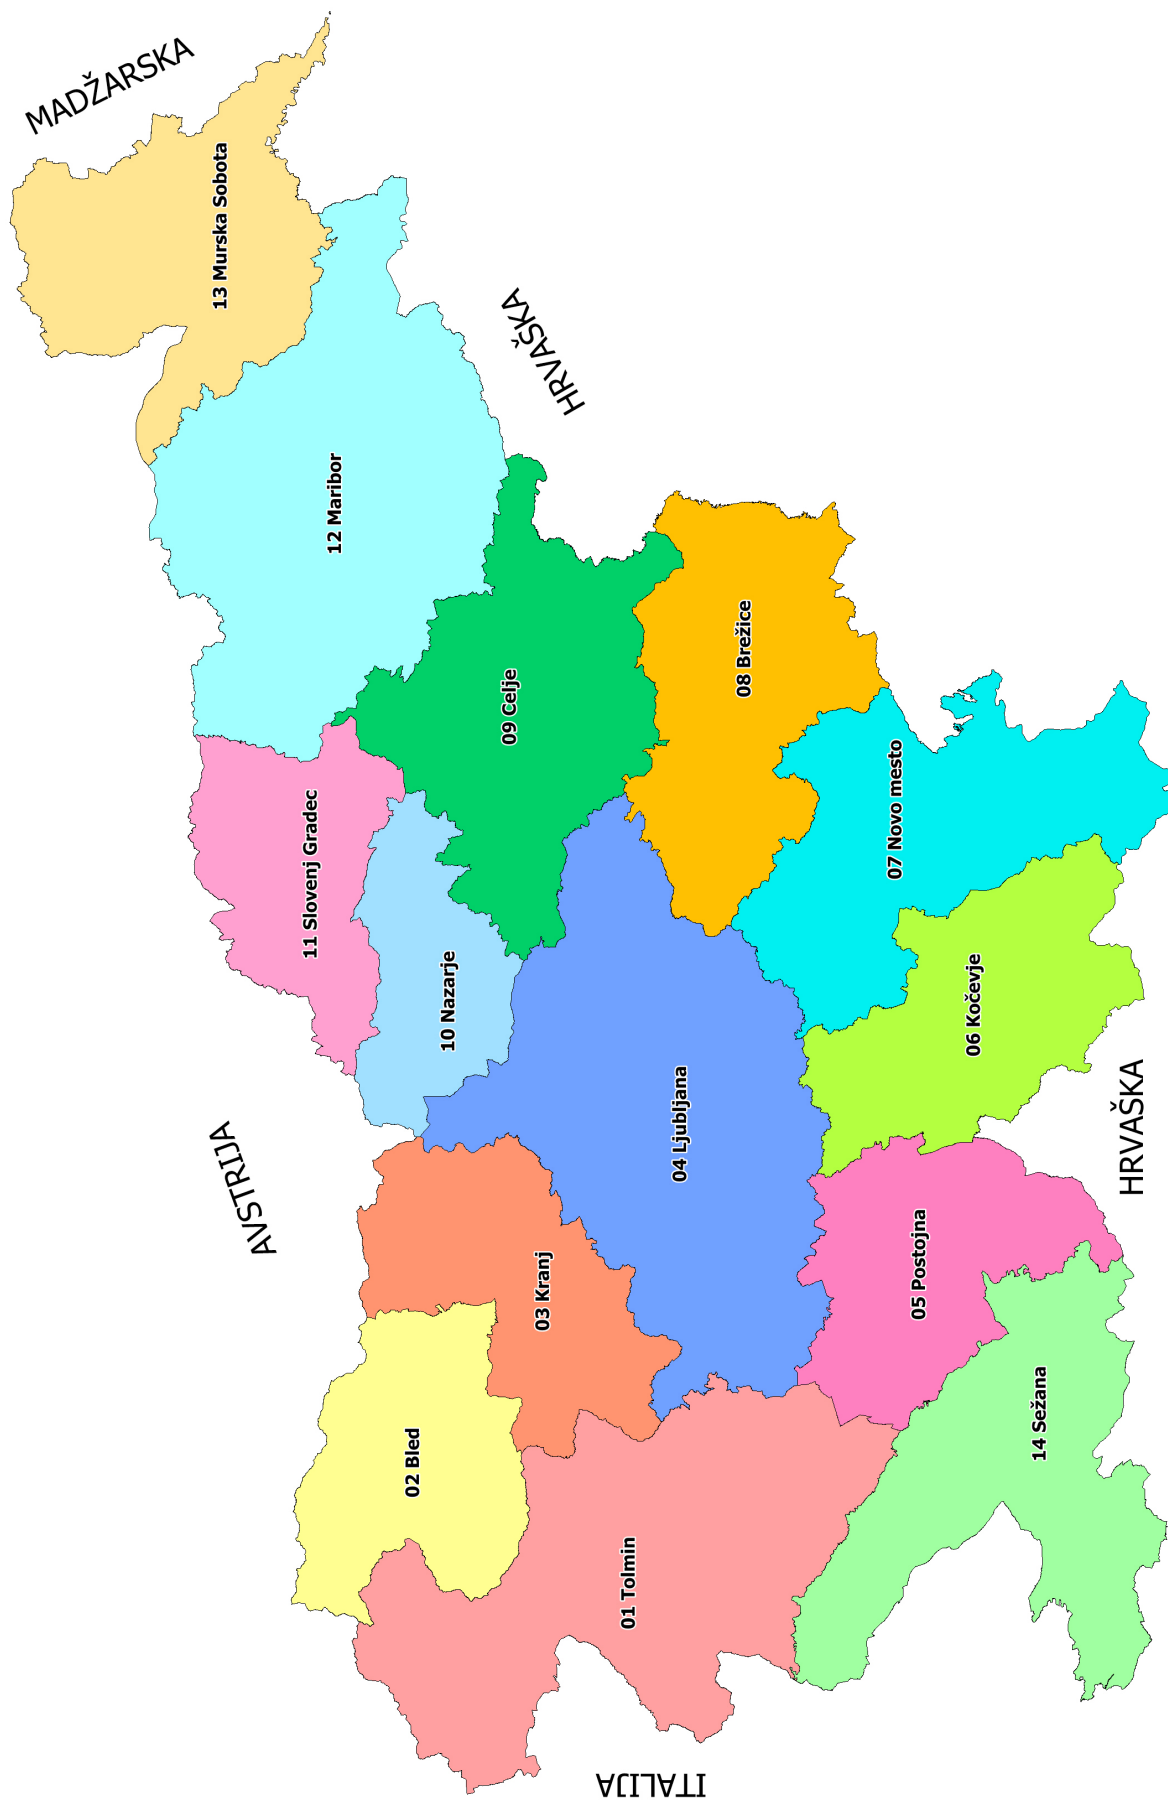 MADŽARSKA
13 Murska Sobota
12 Maribor
HRVAŠKA
11 Slovenj Gradec
09 Celje
08 Brežice
10 Nazarje
07 Novo mesto
AVSTRIJA
04 Ljubljana
06 Kočevje
HRVAŠKA
03 Kranj
05 Postojna
02 Bled
14 Sežana
01 Tolmin
ITALIJA